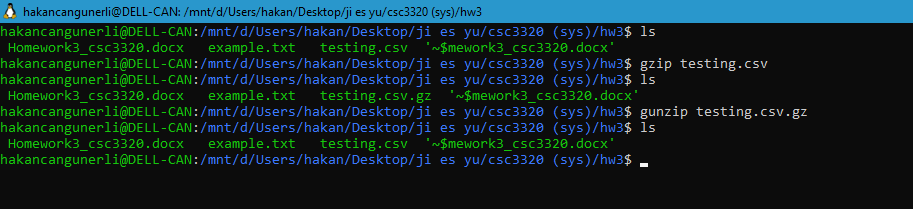 hakancangunerli@DELL-CAN: /mnt/d/Users/hakan/Desktop/ji es yu/csc3320 (sys)/hw3
hakancangunerli@DELL-CAN:/mnt/d/Users/hakan/Desktop/ji es yu/csc3320 (sys)/hw3$ ls
Homework3_csc3320.docx   example.txt   testing.csv  '~$mework3_csc3320.docx'
hakancangunerli@DELL-CAN:/mnt/d/Users/hakan/Desktop/ji es yu/csc3320 (sys)/hw3$ gzip testing.csv
hakancangunerli@DELL-CAN:/mnt/d/Users/hakan/Desktop/ji es yu/csc3320 (sys)/hw3$ ls
Homework3_csc3320.docx   example.txt   testing.csv.gz  '~$mework3_csc3320.docx'
hakancangunerli@DELL-CAN:/mnt/d/Users/hakan/Desktop/ji es yu/csc3320 (sys)/hw3$ gunzip testing.csv.gz
hakancangunerli@DELL-CAN:/mnt/d/Users/hakan/Desktop/ji es yu/csc3320 (sys)/hw3$ ls
Homework3_csc3320.docx   example.txt   testing.csv  '~$mework3_csc3320.docx'
hakancangunerli@DELL-CAN:/mnt/d/Users/hakan/Desktop/ji es yu/csc3320 (sys)/hw3$